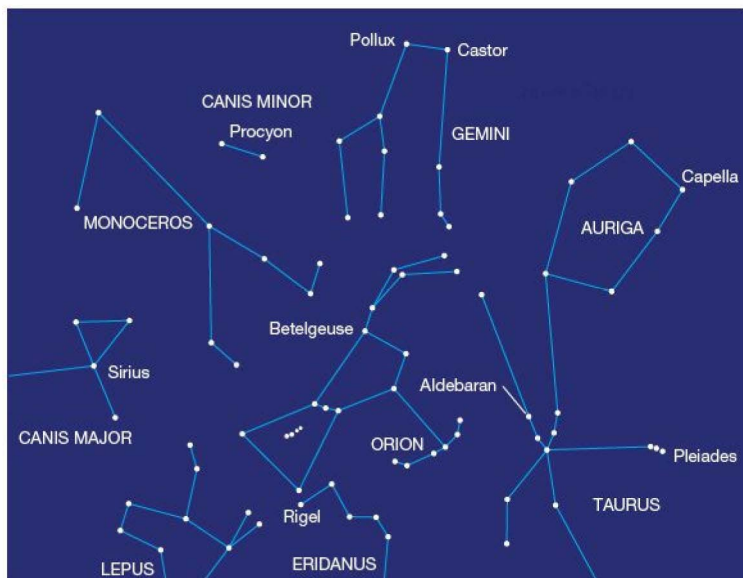 Pollux
Castor
CANIS MINOR
Procyon
GEMINI
Capella
MONOCEROS
AURIGA
Betelgeuse
Sirius
Aldebaran
CANIS MAJOR
ORION
Pleiades
Rigel
TAURUS
LEPUS
ERIDANUS